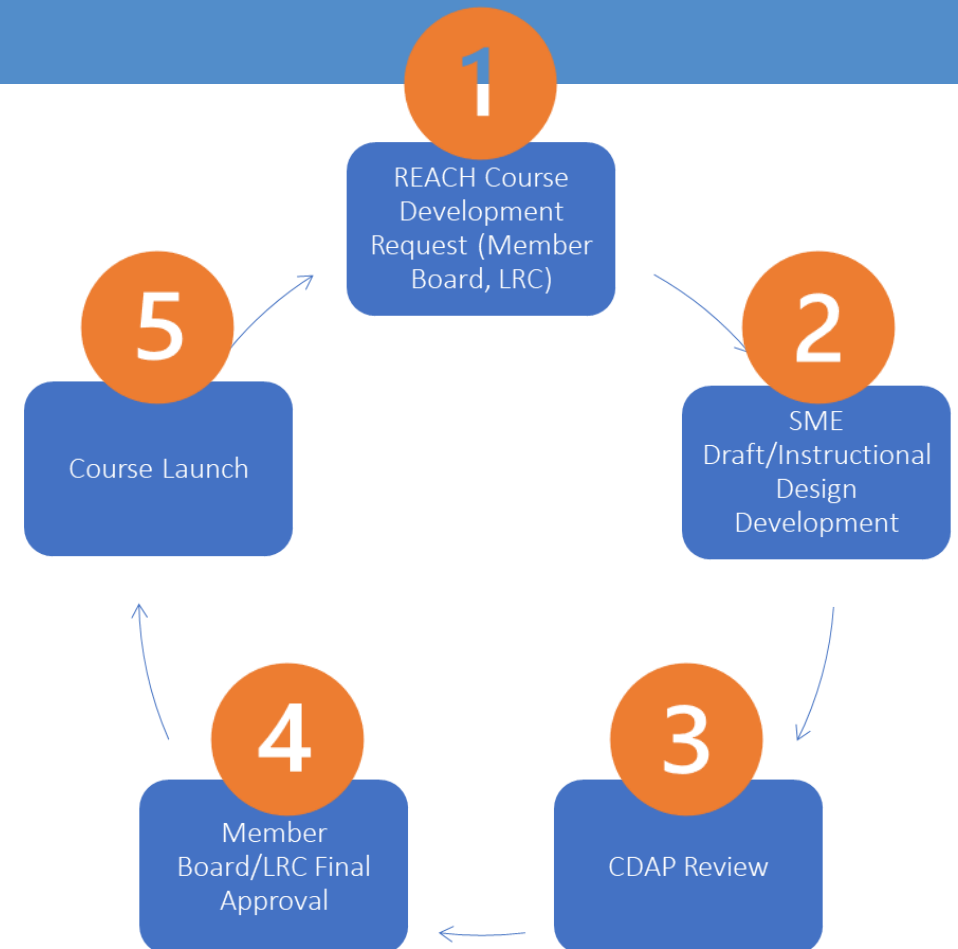 1
REACH Course
Development
Request (Member
Board, LRC)
2
SME
Draft/Instructional
Design
Development
3
CDAP Review
4
Member
Board/LRC Final
Approval
5
Course Launch